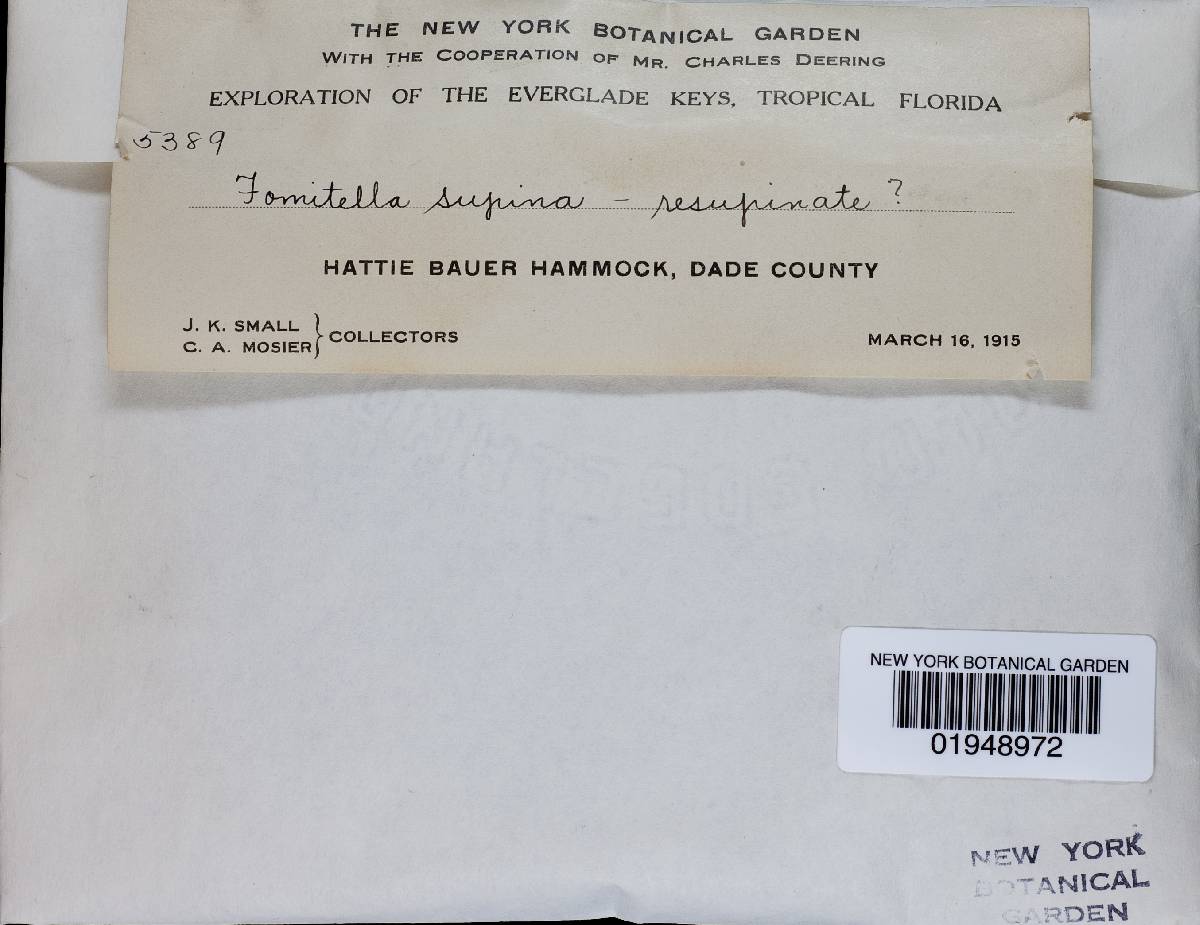 THE NEW YORK BOTANICAL GARDEN
WITH THE COOPERATION OF MR. CHARLES DEERING
EXPLORATION OF THE EVERGLADE KEYS, TROPICAL FLORIDA
5389
Fomitella supina - resupinate?
HATTIE BAUER HAMMOCK, DADE COUNTY
J. K. SMALL
C. A. MOSIER } COLLECTORS
MARCH 16, 1915
NEW YORK BOTANICAL GARDEN
01948972
NEW YORK
BOTANICAL
GARDEN